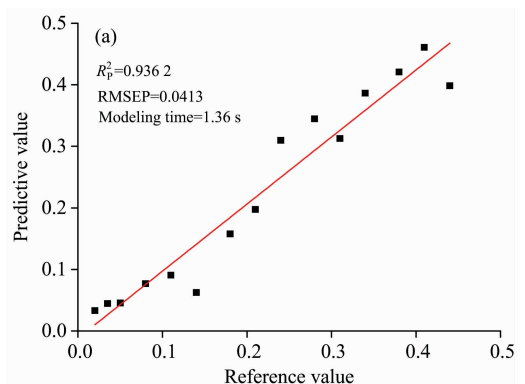 (a)
R²P=0.936 2
RMSEP=0.0413
Modeling time=1.36 s
0.5
0.4
0.3
0.2
0.1
0.0
Predictive value
0.0 0.1 0.2 0.3 0.4 0.5
Reference value